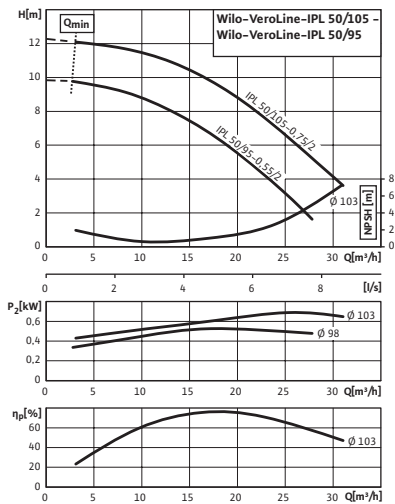 H[m]
Qmin
Wilo-VeroLine-IPL 50/105 –
Wilo-VeroLine-IPL 50/95
12
10
8
6
4
2
0
IPL 50/105-0,75/2
IPL 50/95-0,55/2
Ø 103
8
6
4
2
0
NPSH [m]
0 5 10 15 20 25 Q[m³/h]
0 2 4 6 8 [l/s]
P2[kW]
0,6
0,4
0,2
0
Ø 103
Ø 98
0 5 10 15 20 25 30 Q[m³/h]
ηp[%]
60
40
20
0
Ø 103
0 5 10 15 20 25 30 Q[m³/h]